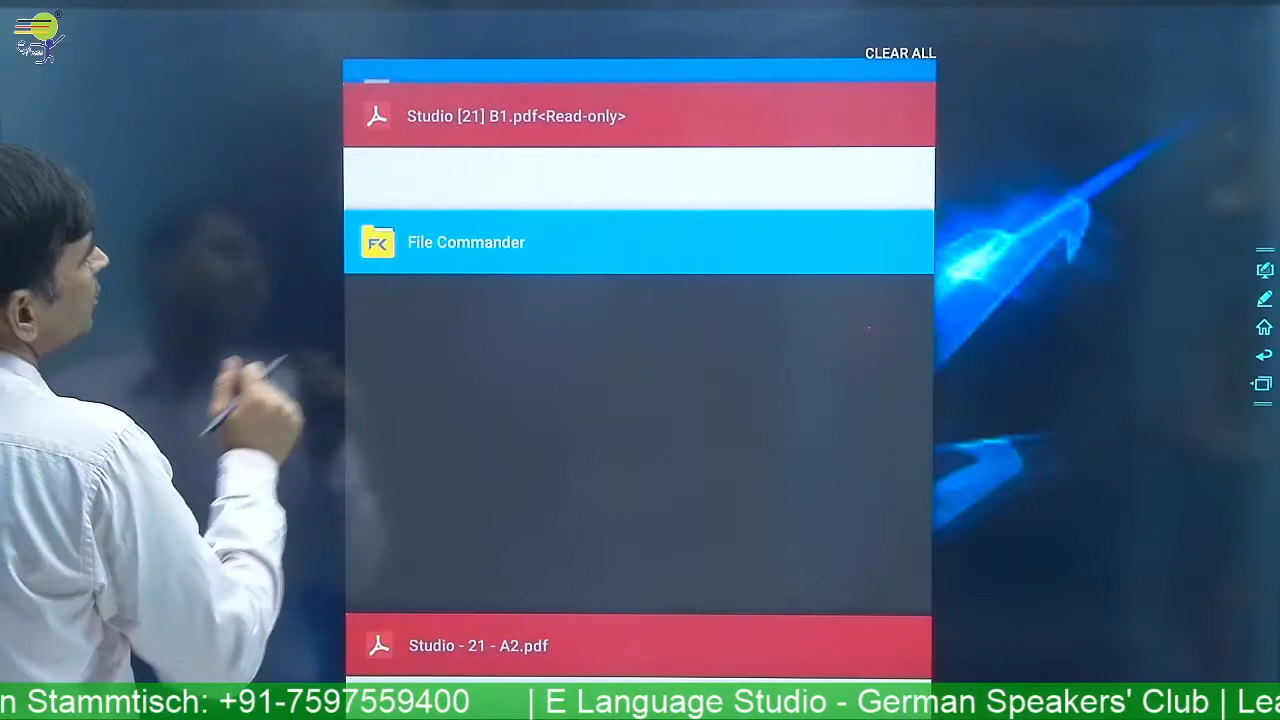 CLEAR ALL
Studio [21] B1.pdf<Read-only>
FC File Commander
Studio - 21 - A2.pdf
n Stammtisch: +91-7597559400 | E Language Studio - German Speakers' Club | Lea